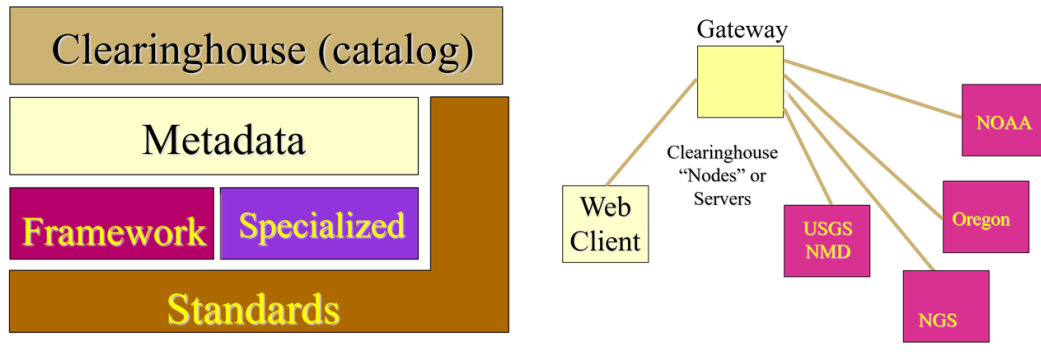 Clearinghouse (catalog)
Metadata
Framework
Specialized
Standards
Gateway
NOAA
Clearinghouse
“Nodes” or
Servers
Web
Client
USGS
NMD
Oregon
NGS